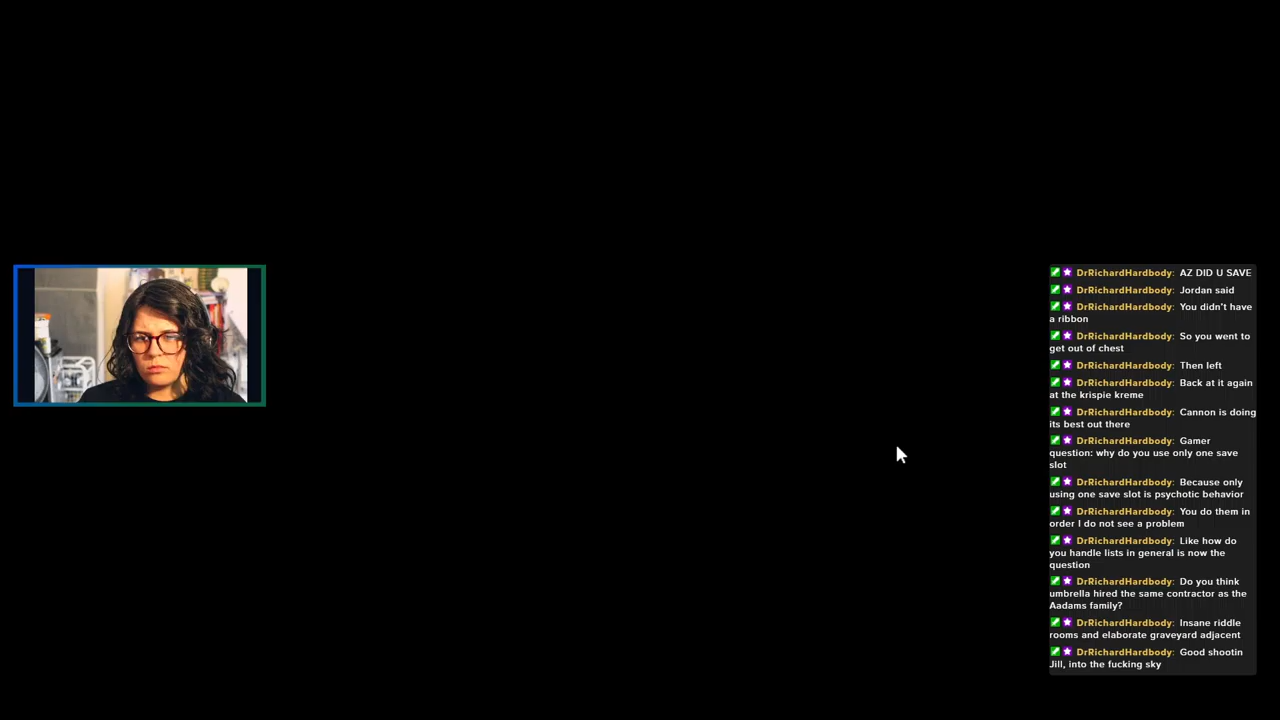 DrRichardHardbody: AZ DID U SAVE
DrRichardHardbody: Jordan said
DrRichardHardbody: You didn't have
a ribbon
DrRichardHardbody: So you went to
get out of chest
DrRichardHardbody: Then left
DrRichardHardbody: Back at it again
at the krispie kreme
DrRichardHardbody: Cannon is doing
its best out there
DrRichardHardbody: Gamer
question: why do you use only one save
slot
DrRichardHardbody: Because only
using one save slot is psychotic behavior
DrRichardHardbody: You do them in
order I do not see a problem
DrRichardHardbody: Like how do
you handle lists in general is now the
question
DrRichardHardbody: Do you think
umbrella hired the same contractor as the
Aadams family?
DrRichardHardbody: Insane riddle
rooms and elaborate graveyard adjacent
DrRichardHardbody: Good shootin
Jill, into the fucking sky